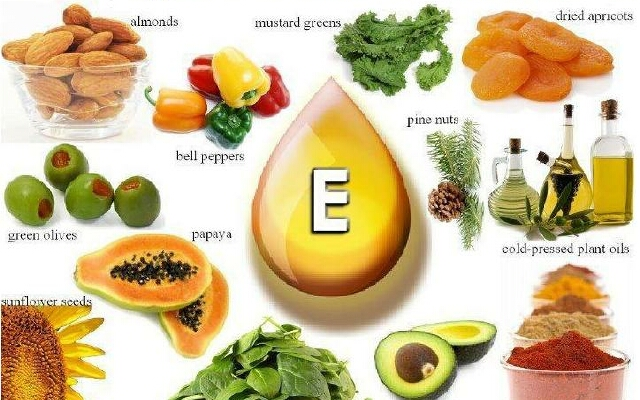 almonds
mustard greens
dried apricots
pine nuts
bell peppers
E
green olives
papaya
cold-pressed plant oils
sunflower seeds